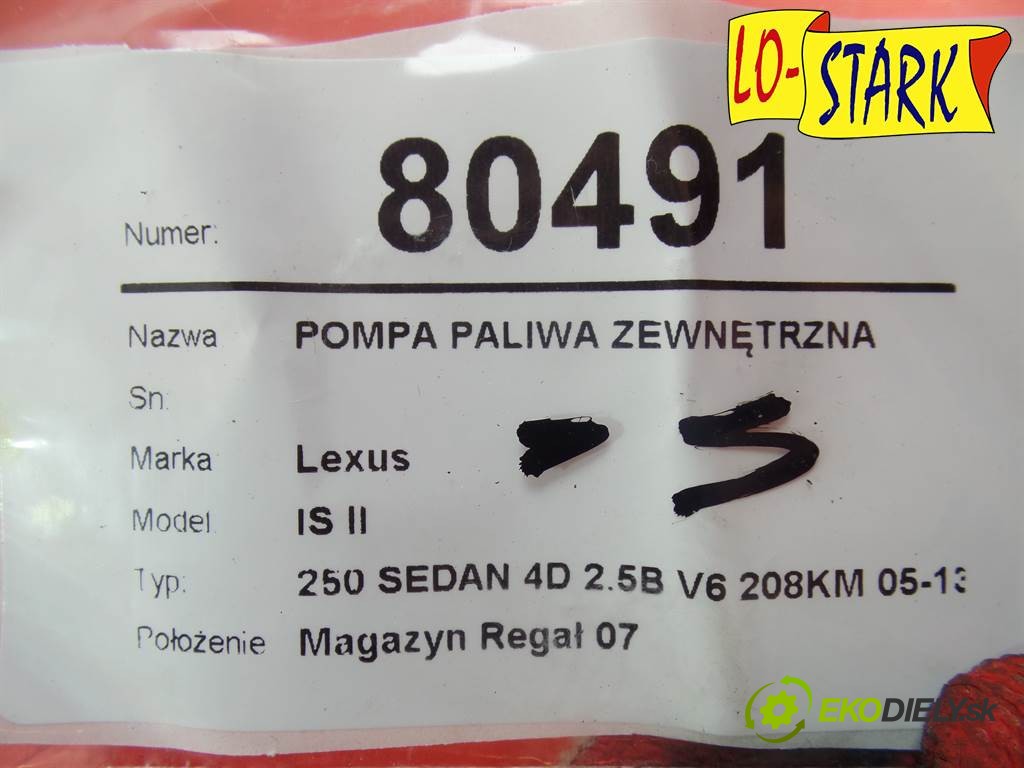 LO-STARK
Numer: 80491
Nazwa POMPA PALIWA ZEWNĘTRZNA
Sn:
Marka Lexus
Model: IS II
Typ: 250 SEDAN 4D 2.5B V6 208KM 05-13
Położenie Magazyn Regał 07
EKODIELY.sk